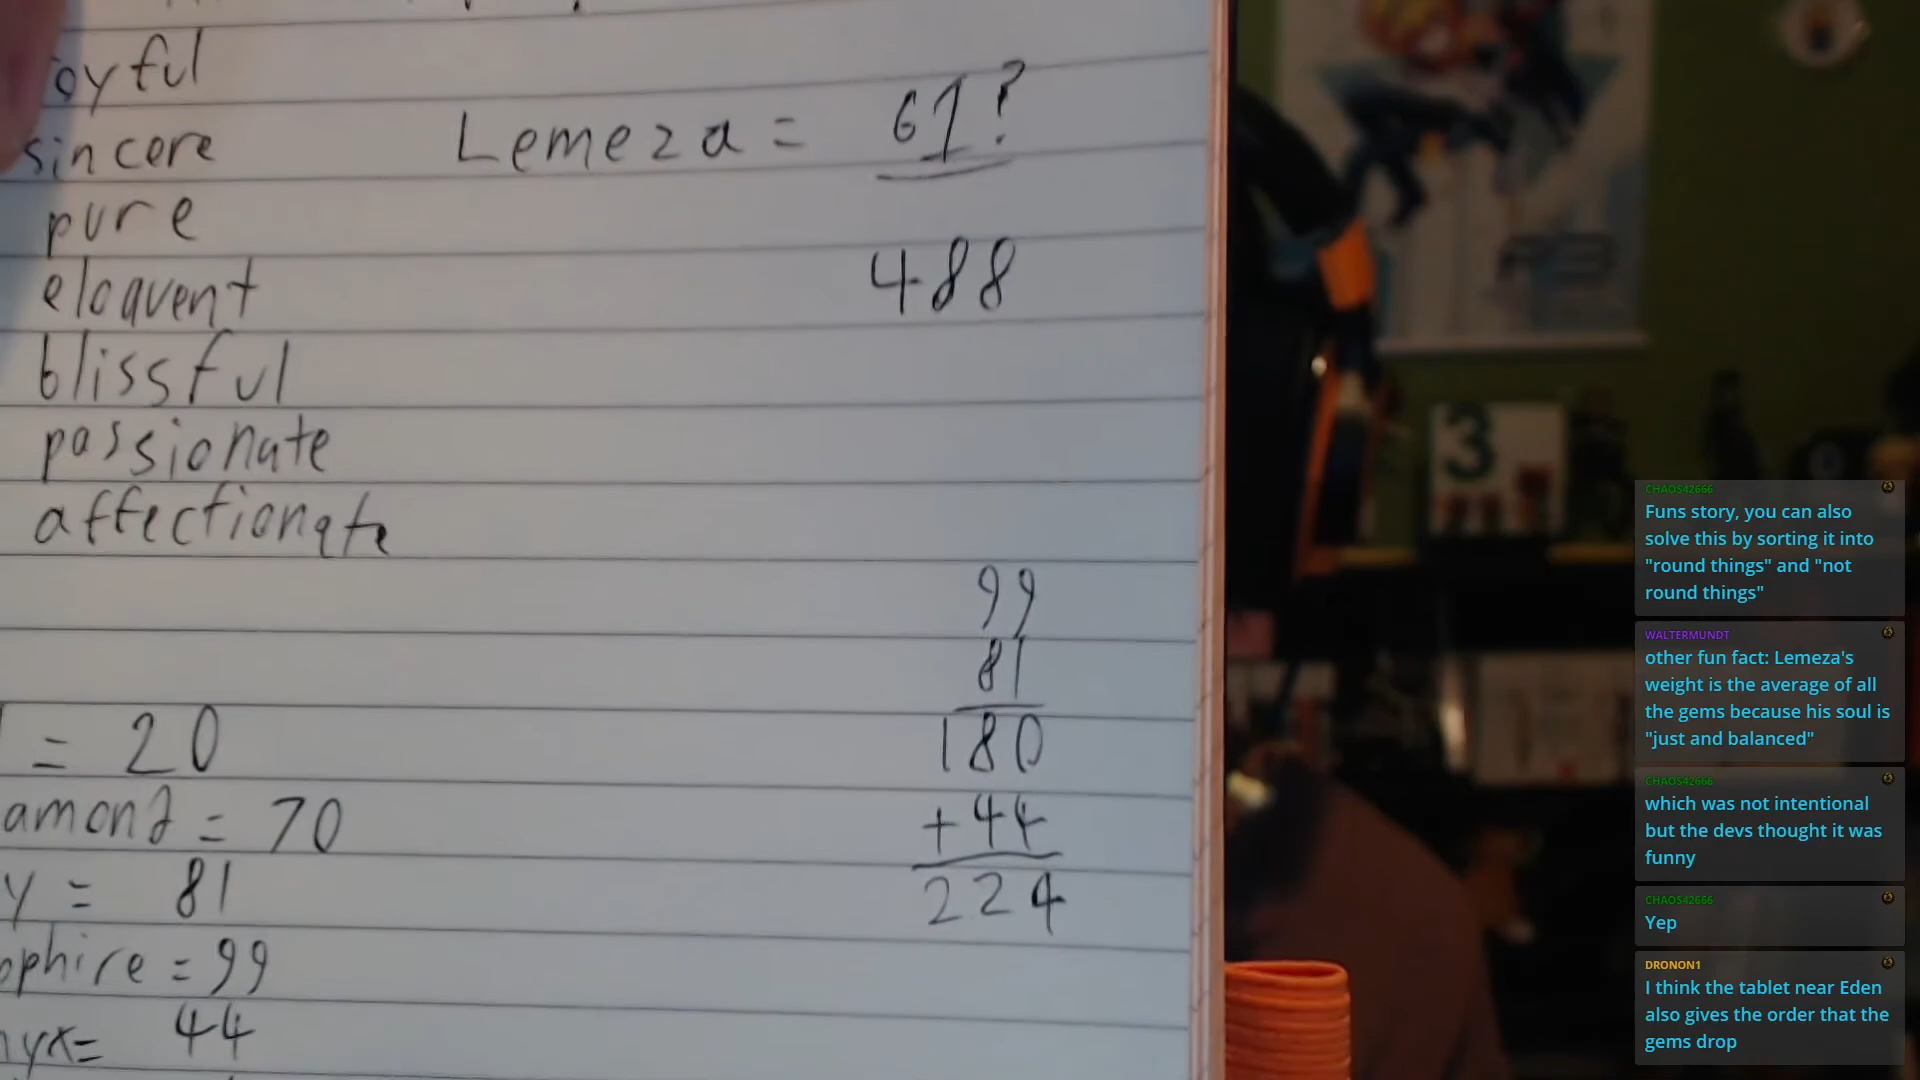 oyful
sincere
Lemeza = 61?
pure
eloquent
488
blissful
passionate
affectionate
99
81
180
+44
224
= 20
amond = 70
y = 81
pphire = 99
nyx = 44
3
CHAOS42666
Funs story, you can also
solve this by sorting it into
"round things" and "not
round things"
WALTERMUNDT
other fun fact: Lemeza's
weight is the average of all
the gems because his soul is
"just and balanced"
CHAOS42666
which was not intentional
but the devs thought it was
funny
CHAOS42666
Yep
DRONON1
I think the tablet near Eden
also gives the order that the
gems drop